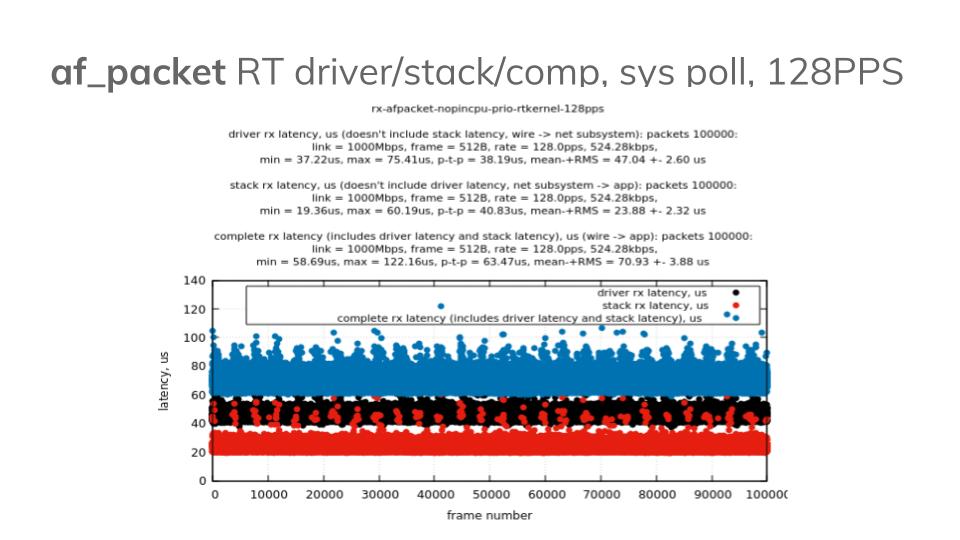 af_packet RT driver/stack/comp, sys poll, 128PPS
rx-afpacket-nopincpu-prio-rtkernel-128pps
driver rx latency, us (doesn't include stack latency, wire -> net subsystem): packets 100000:
link = 1000Mbps, frame = 512B, rate = 128.0pps, 524.28kbps,
min = 37.22us, max = 75.41us, p-t-p = 38.19us, mean-+RMS = 47.04 +- 2.60 us
stack rx latency, us (doesn't include driver latency, net subsystem -> app): packets 100000:
link = 1000Mbps, frame = 512B, rate = 128.0pps, 524.28kbps,
min = 19.36us, max = 60.19us, p-t-p = 40.83us, mean-+RMS = 23.88 +- 2.32 us
complete rx latency (includes driver latency and stack latency), us (wire -> app): packets 100000:
link = 1000Mbps, frame = 512B, rate = 128.0pps, 524.28kbps,
min = 58.69us, max = 122.16us, p-t-p = 63.47us, mean-+RMS = 70.93 +- 3.88 us
140
120
100
80
60
40
20
0
latency, us
driver rx latency, us
stack rx latency, us
complete rx latency (includes driver latency and stack latency), us
0 10000 20000 30000 40000 50000 60000 70000 80000 90000 100000
frame number